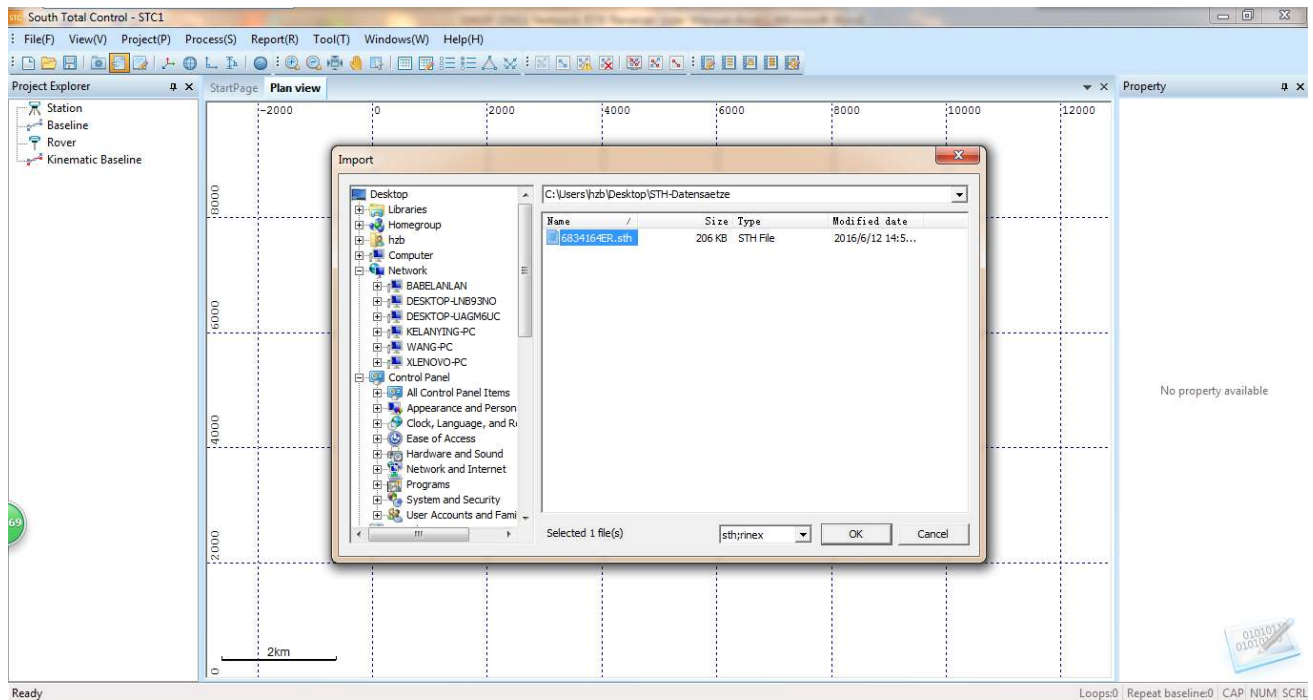 South Total Control - STC1
File(F) View(V) Project(P) Process(S) Report(R) Tool(T) Windows(W) Help(H)
Project Explorer
StartPage Plan view
Property
Station
Baseline
Rover
Kinematic Baseline
-2000 0 2000 4000 6000 8000 10000 12000
8000
6000
4000
2000
0
2km
Import
Desktop
Libraries
Homegroup
hzb
Computer
Network
BABELANLAN
DESKTOP-LNB93NO
DESKTOP-UAGM6UC
KELANYING-PC
WANG-PC
XLENOVO-PC
Control Panel
All Control Panel Items
Appearance and Person
Clock, Language, and Re
Ease of Access
Hardware and Sound
Network and Internet
Programs
System and Security
User Accounts and Fami
C:\Users\hzb\Desktop\STH-Datensaetze
Name / Size Type Modified date
6834164ER.sth 206 KB STH File 2016/6/12 14:5...
Selected 1 file(s) sth;rinex OK Cancel
No property available
69
Ready
Loops:0 Repeat baseline:0 CAP NUM SCRL